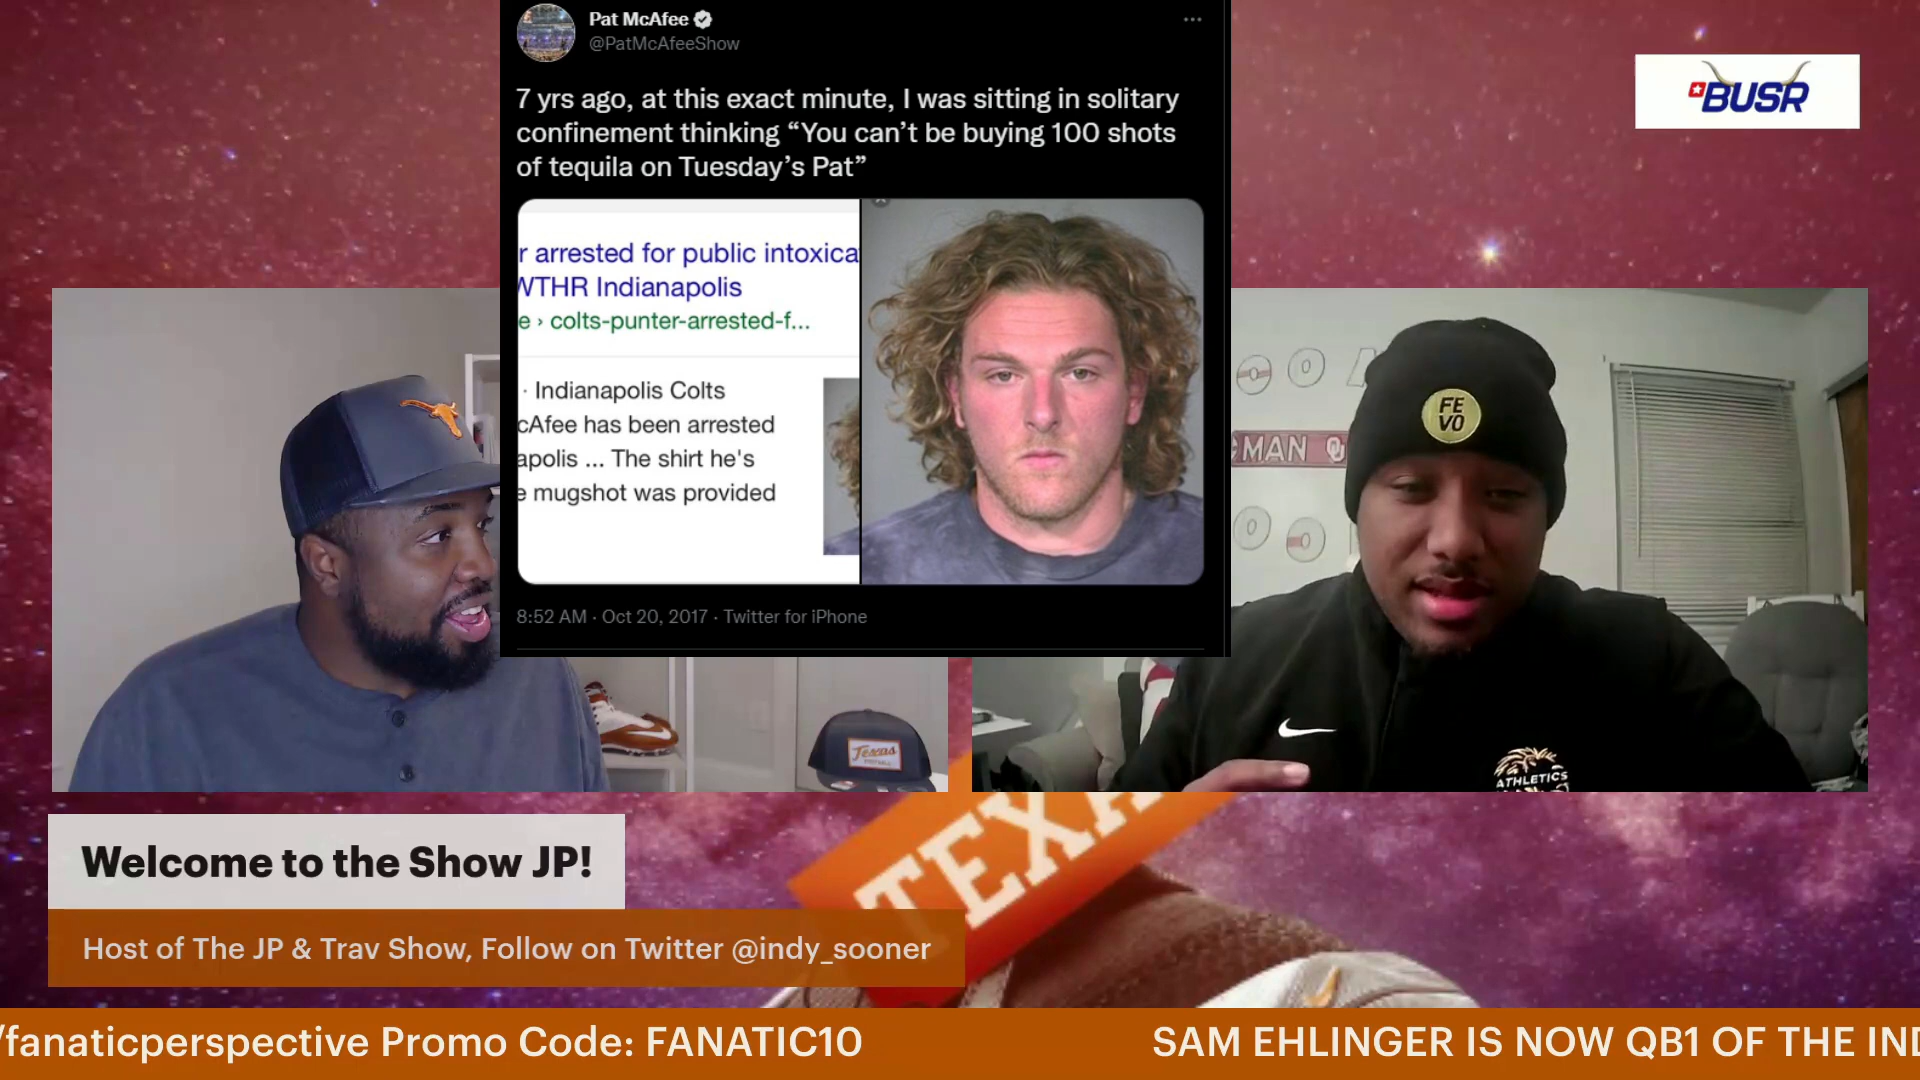 Pat McAfee
@PatMcAfeeShow
7 yrs ago, at this exact minute, I was sitting in solitary
confinement thinking “You can’t be buying 100 shots
of tequila on Tuesday’s Pat”
r arrested for public intoxica
WTHR Indianapolis
e › colts-punter-arrested-f...
· Indianapolis Colts
cAfee has been arrested
apolis ... The shirt he's
e mugshot was provided
8:52 AM · Oct 20, 2017 · Twitter for iPhone
BUSR
FE
VO
MAN OU
ATHLETICS
Texas
FOOTBALL
TEXA
Welcome to the Show JP!
Host of The JP & Trav Show, Follow on Twitter @indy_sooner
/fanaticperspective Promo Code: FANATIC10
SAM EHLINGER IS NOW QB1 OF THE IND